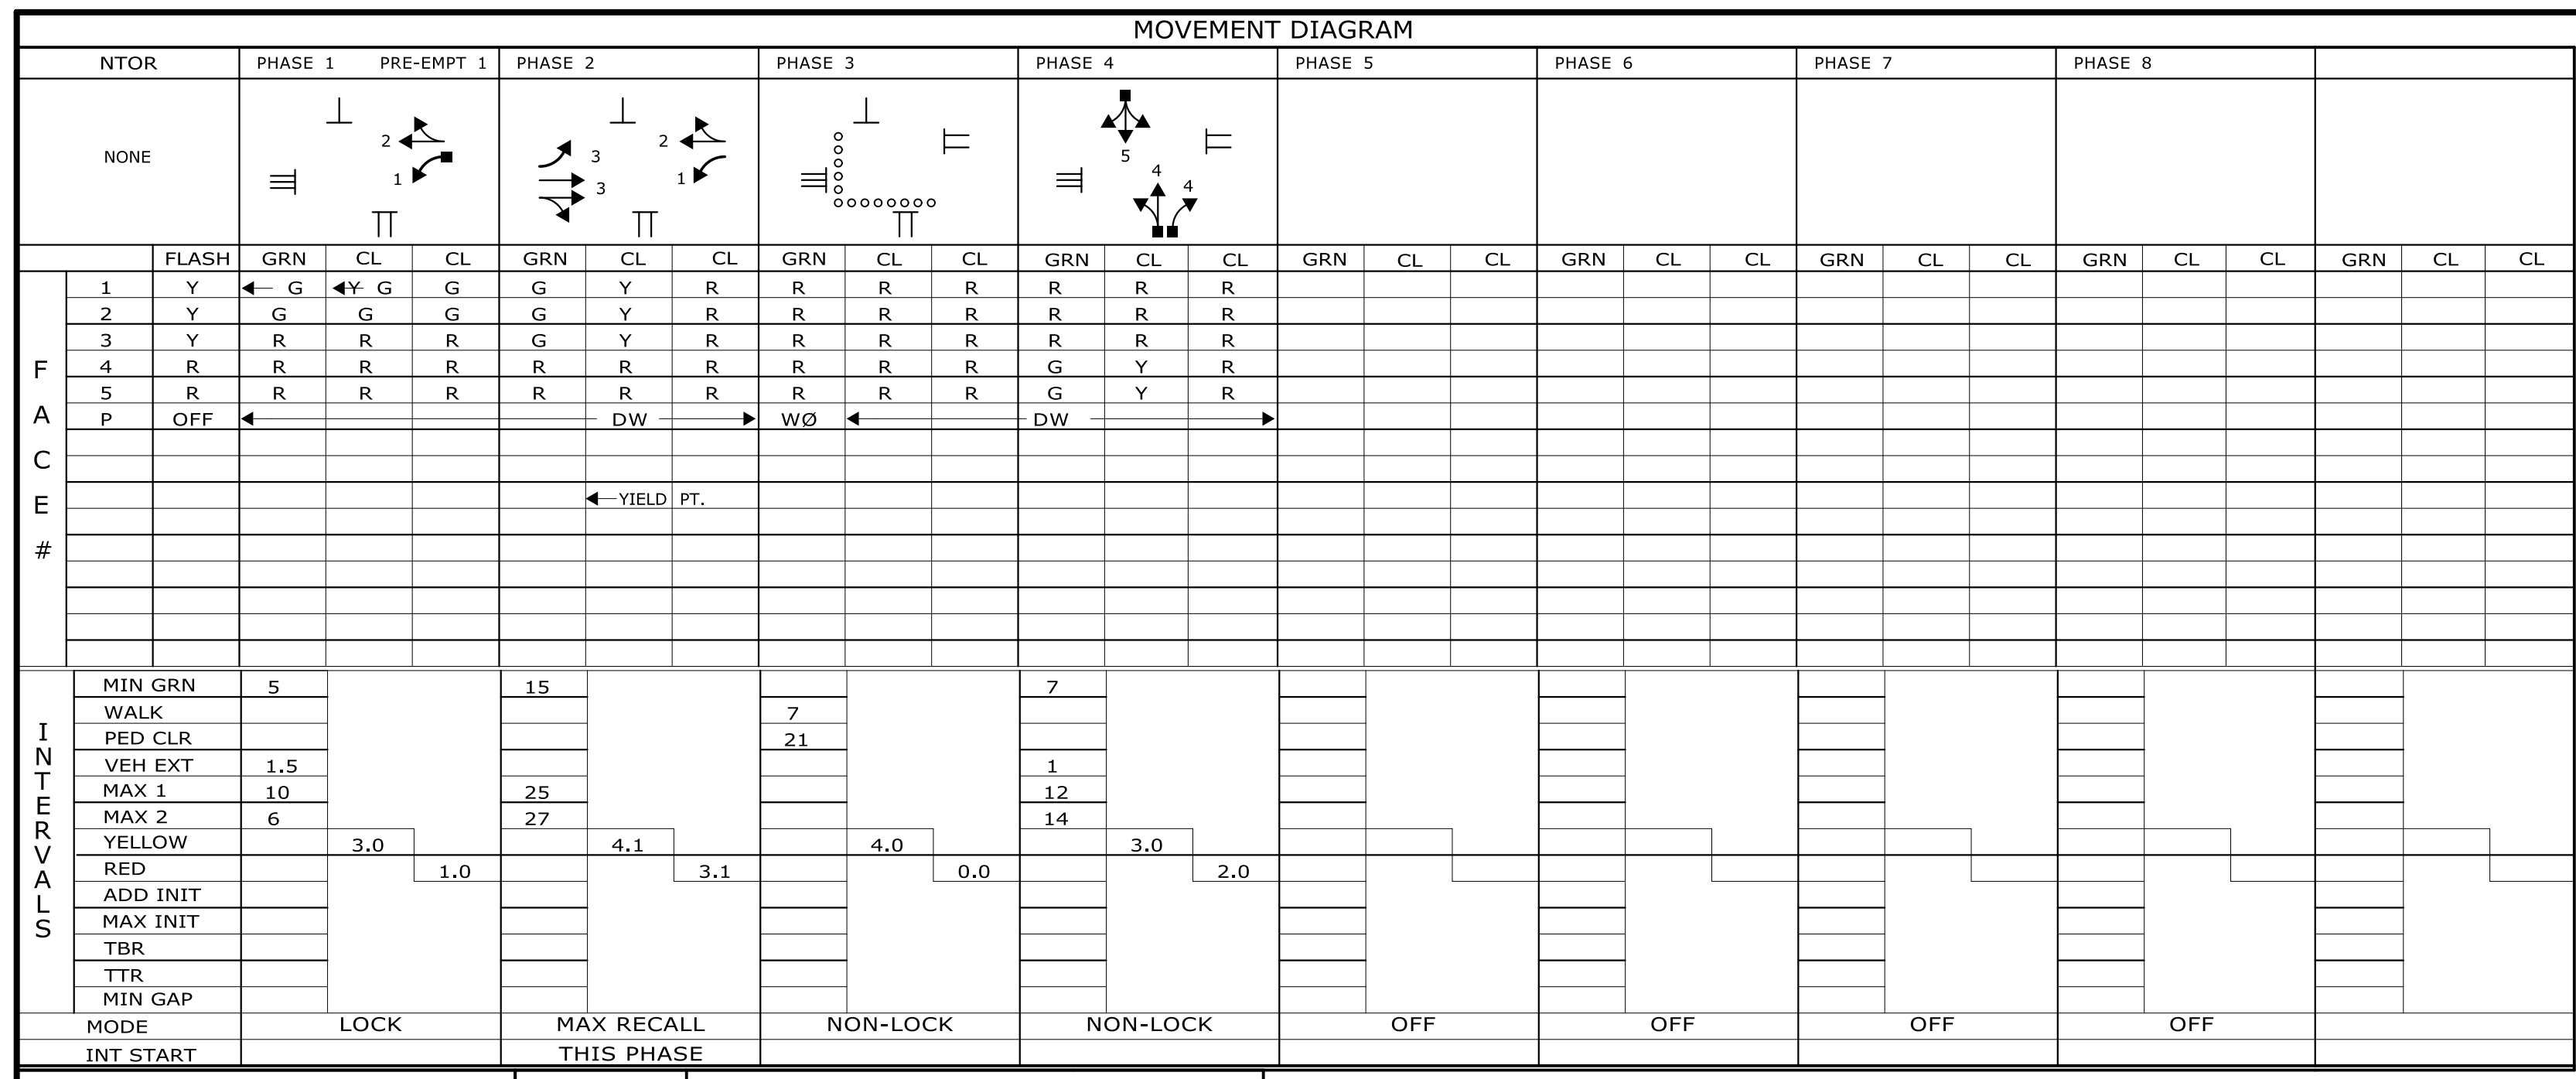 MOVEMENT DIAGRAM
NTOR PHASE 1 PRE-EMPT 1 PHASE 2 PHASE 3 PHASE 4 PHASE 5 PHASE 6 PHASE 7 PHASE 8
NONE
2 1
3 3 2 1
5 4 4
FLASH GRN CL CL GRN CL CL GRN CL CL GRN CL CL GRN CL CL GRN CL CL GRN CL CL GRN CL CL GRN CL CL
FACE #
1 Y ← G ←Y G G G Y R R R R R R R
2 Y G G G G Y R R R R R R R
3 Y R R R G Y R R R R R R R
4 R R R R R R R R R R G Y R
5 R R R R R R R R R R G Y R
P OFF DW WØ DW
YIELD PT.
INTERVALS
MIN GRN 5 15 7
WALK 7
PED CLR 21
VEH EXT 1.5 1
MAX 1 10 25 12
MAX 2 6 27 14
YELLOW 3.0 4.1 4.0 3.0
RED 1.0 3.1 0.0 2.0
ADD INIT
MAX INIT
TBR
TTR
MIN GAP
MODE LOCK MAX RECALL NON-LOCK NON-LOCK OFF OFF OFF OFF
INT START THIS PHASE